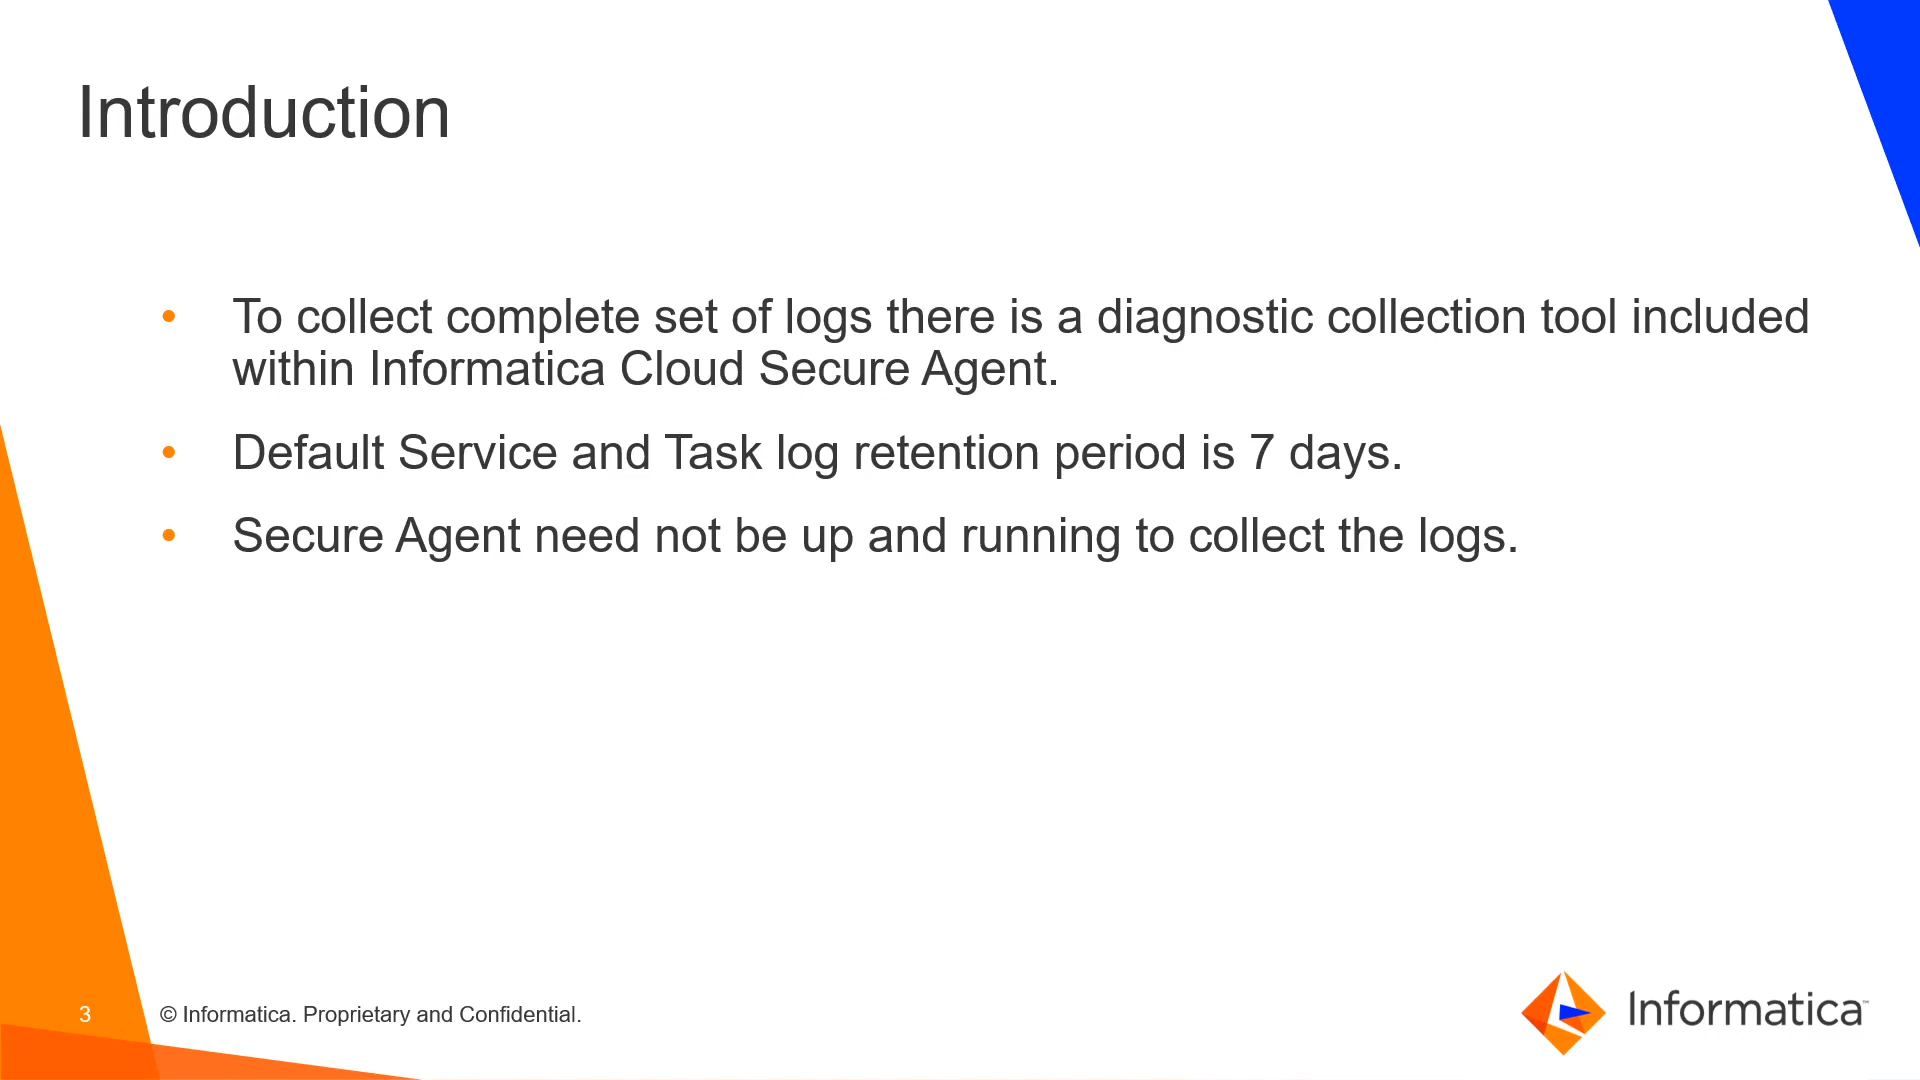 Introduction
• To collect complete set of logs there is a diagnostic collection tool included
within Informatica Cloud Secure Agent.
• Default Service and Task log retention period is 7 days.
• Secure Agent need not be up and running to collect the logs.
3
© Informatica. Proprietary and Confidential.
Informatica™